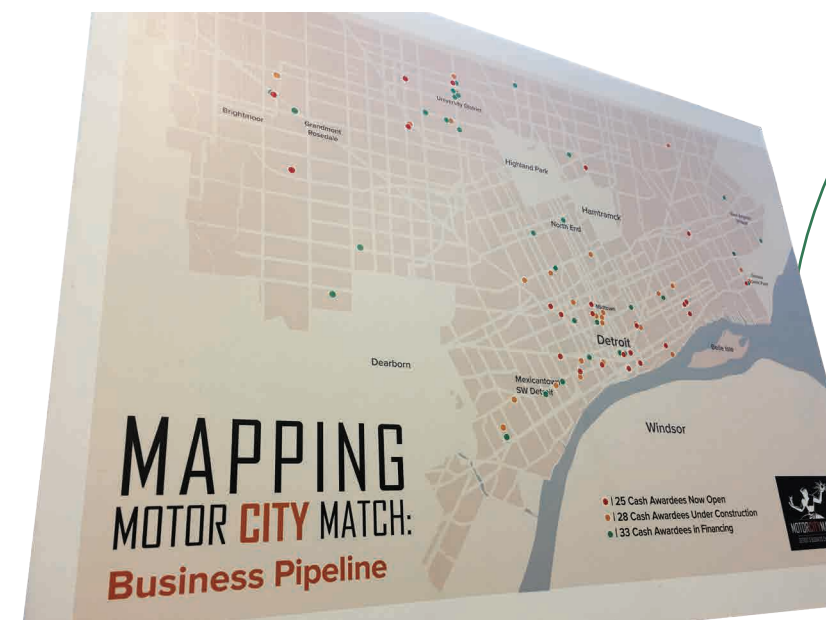 University District
Brightmoor
Grandmont
Rosedale
Highland Park
Hamtramck
North End
Midtown
Detroit
Belle Isle
Dearborn
Mexicantown
SW Detroit
Windsor
MAPPING
MOTOR CITY MATCH:
Business Pipeline
| 25 Cash Awardees Now Open
| 28 Cash Awardees Under Construction
| 33 Cash Awardees in Financing